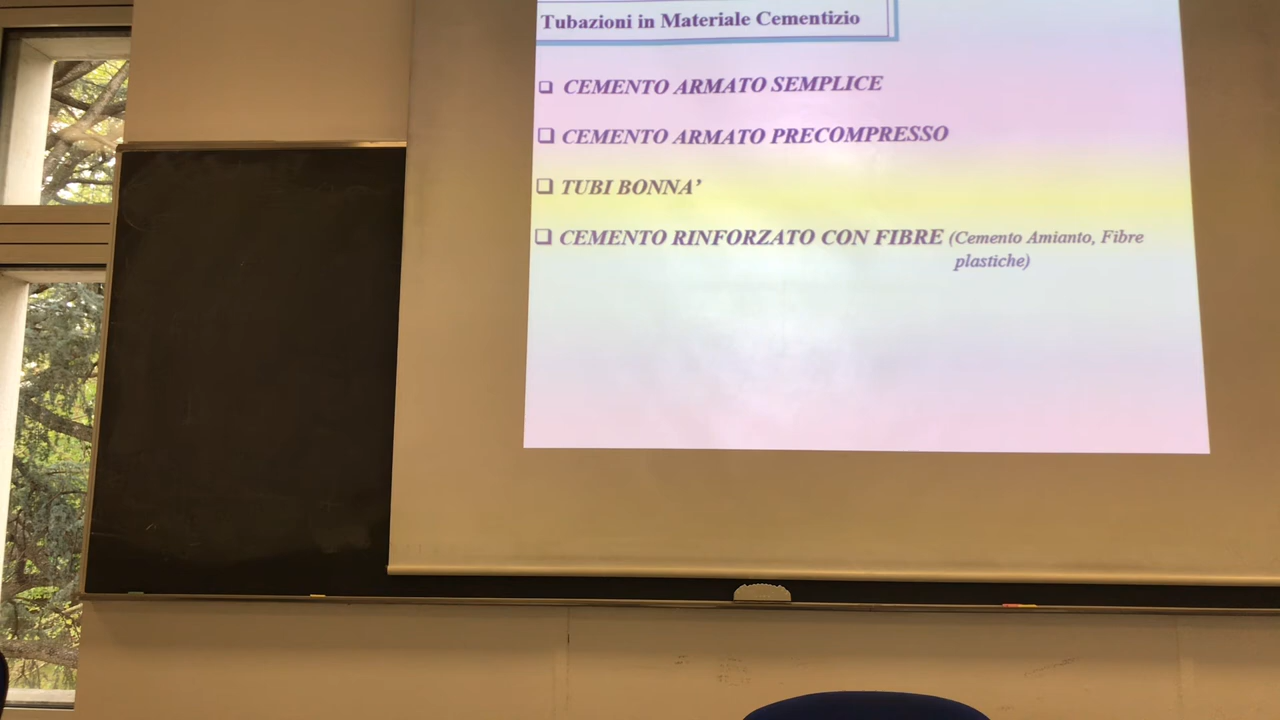 Tubazioni in Materiale Cementizio
❑ CEMENTO ARMATO SEMPLICE
❑ CEMENTO ARMATO PRECOMPRESSO
❑ TUBI BONNA’
❑ CEMENTO RINFORZATO CON FIBRE (Cemento Amianto, Fibre
plastiche)